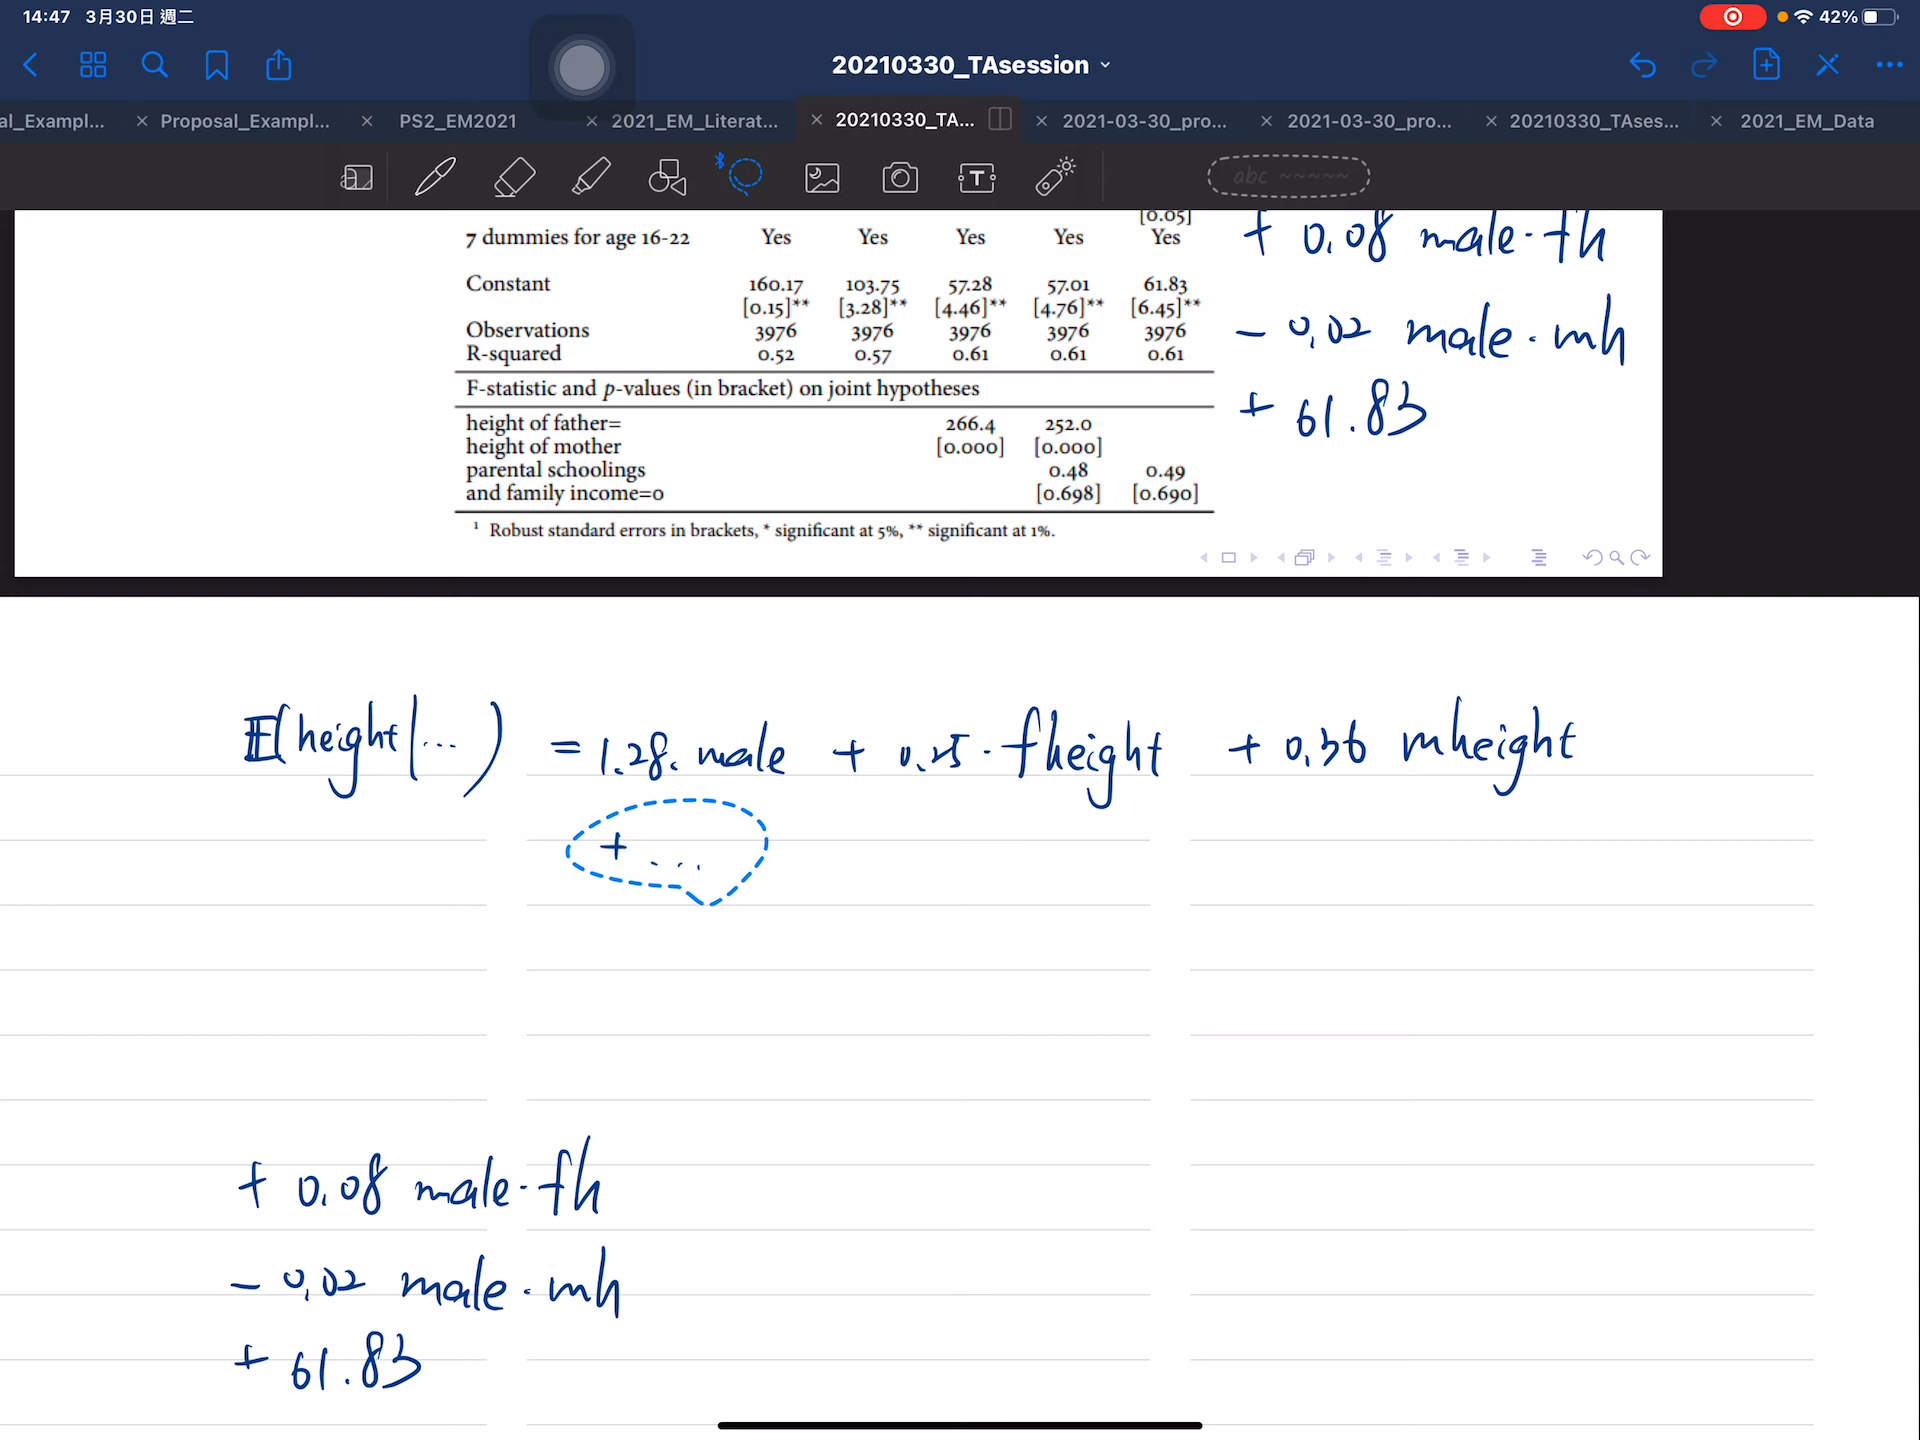 14:47 3月30日 週二
42%
20210330_TAsession
al_Exampl... × Proposal_Exampl... × PS2_EM2021 × 2021_EM_Literat... × 20210330_TA... × 2021-03-30_pro... × 2021-03-30_pro... × 20210330_TAses... × 2021_EM_Data
abc
[0.05]
7 dummies for age 16-22 Yes Yes Yes Yes Yes
Constant 160.17 103.75 57.28 57.01 61.83
[0.15]** [3.28]** [4.46]** [4.76]** [6.45]**
Observations 3976 3976 3976 3976 3976
R-squared 0.52 0.57 0.61 0.61 0.61
F-statistic and p-values (in bracket) on joint hypotheses
height of father= 266.4 252.0
height of mother [0.000] [0.000]
parental schoolings 0.48 0.49
and family income=0 [0.698] [0.690]
¹ Robust standard errors in brackets, * significant at 5%, ** significant at 1%.
+ 0.08 male·fh
- 0.02 male·mh
+ 61.83
E(height|...) = 1.28· male + 0.25·fheight + 0.36 mheight
+ ...
+ 0.08 male·fh
- 0.02 male·mh
+ 61.83